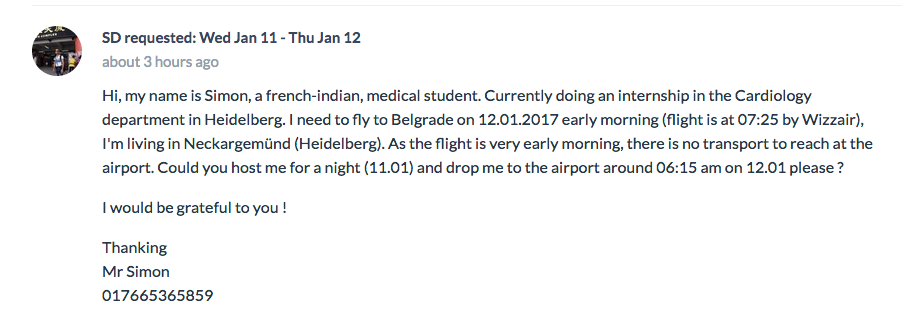 SD requested: Wed Jan 11 - Thu Jan 12
about 3 hours ago
Hi, my name is Simon, a french-indian, medical student. Currently doing an internship in the Cardiology
department in Heidelberg. I need to fly to Belgrade on 12.01.2017 early morning (flight is at 07:25 by Wizzair),
I'm living in Neckargemünd (Heidelberg). As the flight is very early morning, there is no transport to reach at the
airport. Could you host me for a night (11.01) and drop me to the airport around 06:15 am on 12.01 please ?
I would be grateful to you !
Thanking
Mr Simon
017665365859